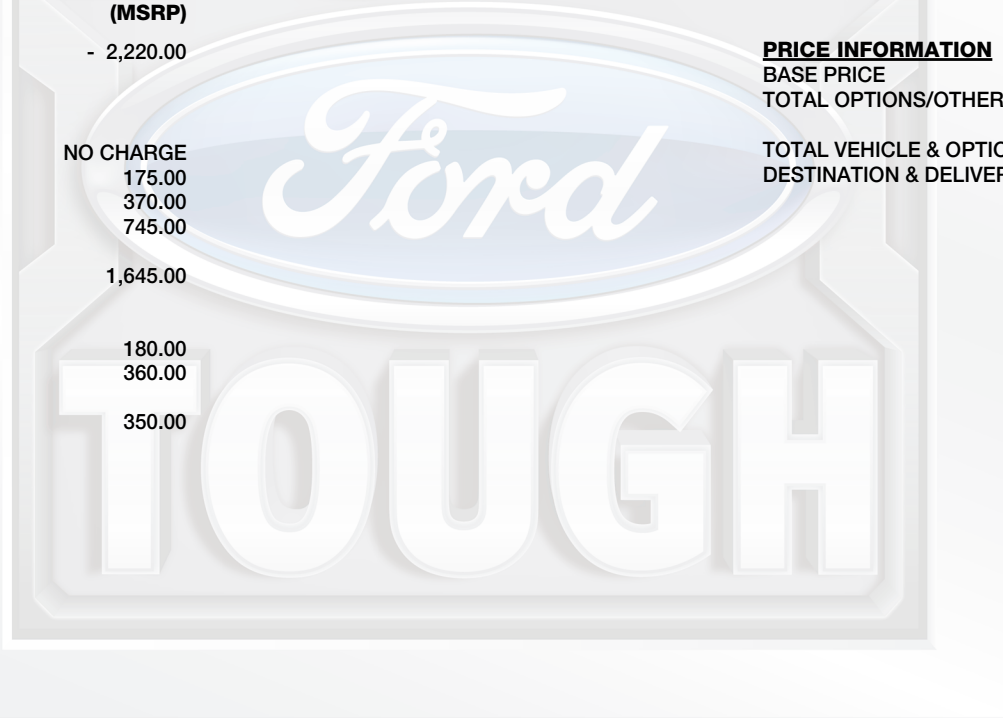 (MSRP)
- 2,220.00
NO CHARGE
175.00
370.00
745.00
1,645.00
180.00
360.00
350.00
PRICE INFORMATION
BASE PRICE
TOTAL OPTIONS/OTHER
TOTAL VEHICLE & OPTIO
DESTINATION & DELIVER
Ford
TOUGH